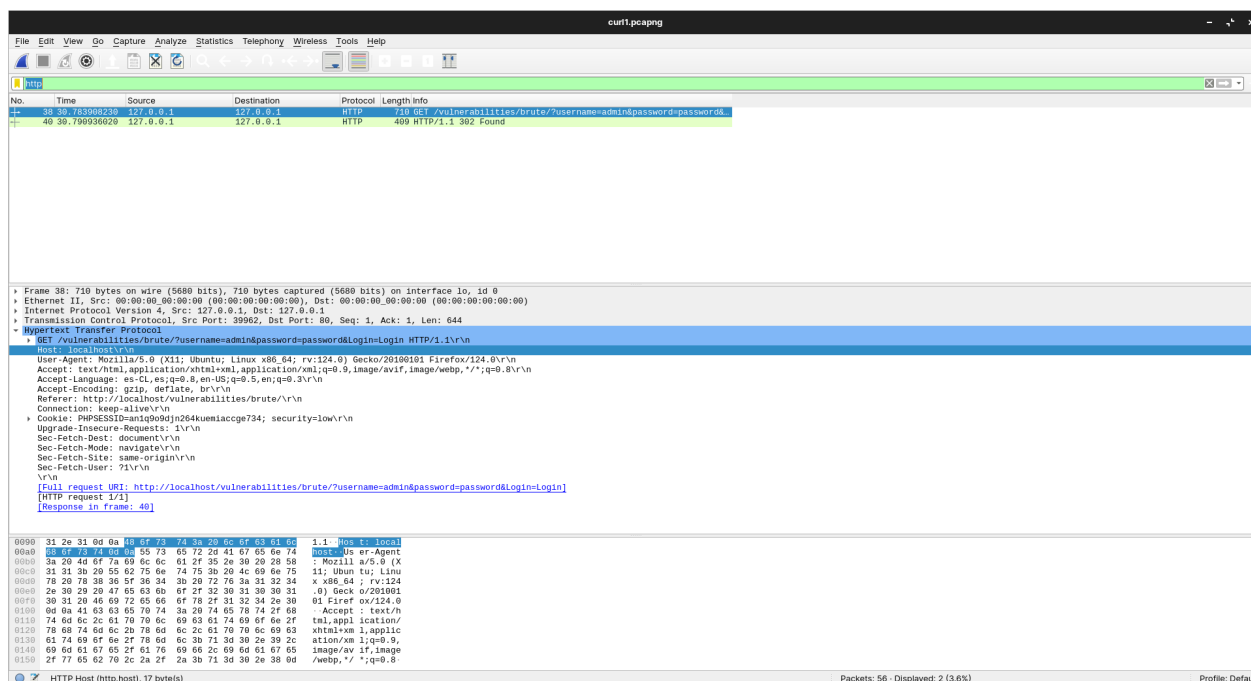 curl1.pcapng
File Edit View Go Capture Analyze Statistics Telephony Wireless Tools Help
http
No. Time Source Destination Protocol Length Info
38 30.783908230 127.0.0.1 127.0.0.1 HTTP 710 GET /vulnerabilities/brute/?username=admin&password=password&…
40 30.790936020 127.0.0.1 127.0.0.1 HTTP 409 HTTP/1.1 302 Found
Frame 38: 710 bytes on wire (5680 bits), 710 bytes captured (5680 bits) on interface lo, id 0
Ethernet II, Src: 00:00:00_00:00:00 (00:00:00:00:00:00), Dst: 00:00:00_00:00:00 (00:00:00:00:00:00)
Internet Protocol Version 4, Src: 127.0.0.1, Dst: 127.0.0.1
Transmission Control Protocol, Src Port: 39962, Dst Port: 80, Seq: 1, Ack: 1, Len: 644
Hypertext Transfer Protocol
GET /vulnerabilities/brute/?username=admin&password=password&Login=Login HTTP/1.1\r\n
Host: localhost\r\n
User-Agent: Mozilla/5.0 (X11; Ubuntu; Linux x86_64; rv:124.0) Gecko/20100101 Firefox/124.0\r\n
Accept: text/html,application/xhtml+xml,application/xml;q=0.9,image/avif,image/webp,*/*;q=0.8\r\n
Accept-Language: es-CL,es;q=0.8,en-US;q=0.5,en;q=0.3\r\n
Accept-Encoding: gzip, deflate, br\r\n
Referer: http://localhost/vulnerabilities/brute/\r\n
Connection: keep-alive\r\n
Cookie: PHPSESSID=an1q9o9djn264kuemiaccge734; security=low\r\n
Upgrade-Insecure-Requests: 1\r\n
Sec-Fetch-Dest: document\r\n
Sec-Fetch-Mode: navigate\r\n
Sec-Fetch-Site: same-origin\r\n
Sec-Fetch-User: ?1\r\n
\r\n
[Full request URI: http://localhost/vulnerabilities/brute/?username=admin&password=password&Login=Login]
[HTTP request 1/1]
[Response in frame: 40]
0090 31 2e 31 0d 0a 48 6f 73 74 3a 20 6c 6f 63 61 6c 1.1··Hos t: local
00a0 68 6f 73 74 0d 0a 55 73 65 72 2d 41 67 65 6e 74 host··Us er-Agent
00b0 3a 20 4d 6f 7a 69 6c 6c 61 2f 35 2e 30 20 28 58 : Mozill a/5.0 (X
00c0 31 31 3b 20 55 62 75 6e 74 75 3b 20 4c 69 6e 75 11; Ubun tu; Linu
00d0 78 20 78 38 36 5f 36 34 3b 20 72 76 3a 31 32 34 x x86_64 ; rv:124
00e0 2e 30 29 20 47 65 63 6b 6f 2f 32 30 31 30 30 31 .0) Geck o/201001
00f0 30 31 20 46 69 72 65 66 6f 78 2f 31 32 34 2e 30 01 Firef ox/124.0
0100 0d 0a 41 63 63 65 70 74 3a 20 74 65 78 74 2f 68 ··Accept : text/h
0110 74 6d 6c 2c 61 70 70 6c 69 63 61 74 69 6f 6e 2f tml,appl ication/
0120 78 68 74 6d 6c 2b 78 6d 6c 2c 61 70 70 6c 69 63 xhtml+xm l,applic
0130 61 74 69 6f 6e 2f 78 6d 6c 3b 71 3d 30 2e 39 2c ation/xm l;q=0.9,
0140 69 6d 61 67 65 2f 61 76 69 66 2c 69 6d 61 67 65 image/av if,image
0150 2f 77 65 62 70 2c 2a 2f 2a 3b 71 3d 30 2e 38 0d /webp,*/ *;q=0.8·
HTTP Host (http.host), 17 byte(s) Packets: 56 · Displayed: 2 (3.6%) Profile: Defau